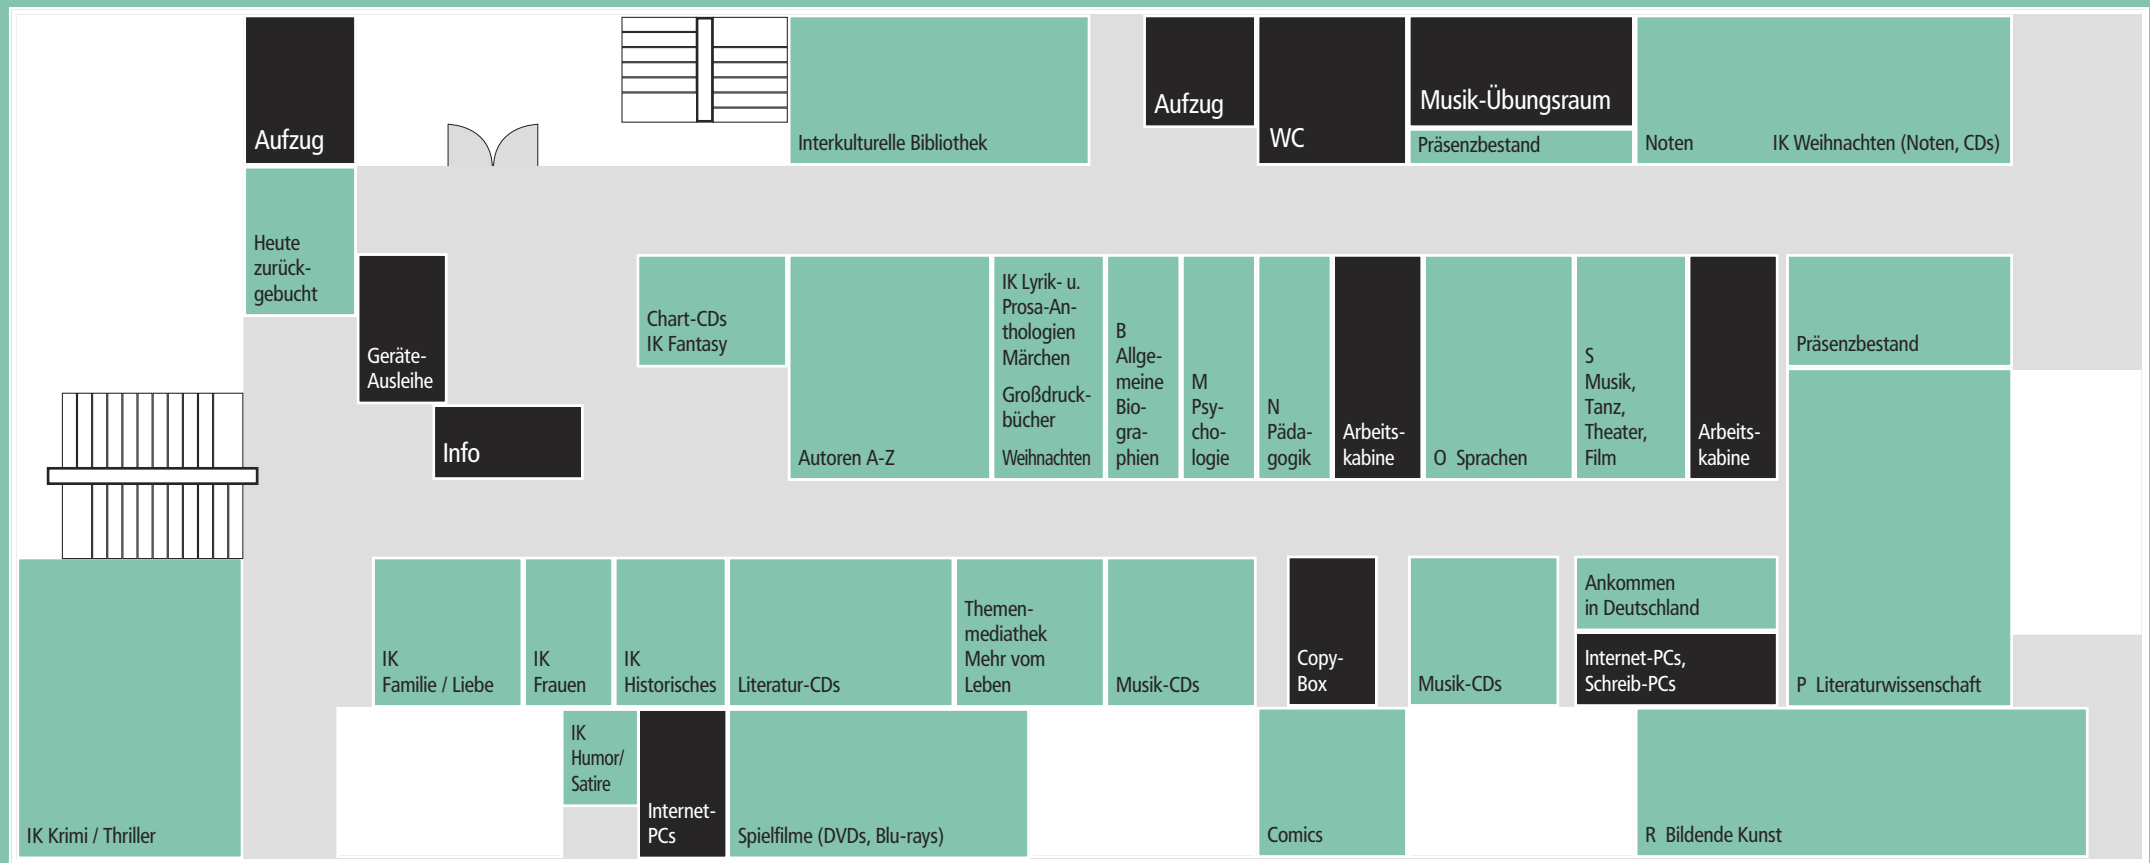 Aufzug
Interkulturelle Bibliothek
Aufzug
WC
Musik-Übungsraum
Präsenzbestand
Noten
IK Weihnachten (Noten, CDs)
Heute
zurück-
gebucht
Geräte-
Ausleihe
Info
Chart-CDs
IK Fantasy
Autoren A-Z
IK Lyrik- u.
Prosa-An-
thologien
Märchen
Großdruck-
bücher
Weihnachten
B
Allge-
meine
Bio-
gra-
phien
M
Psy-
cho-
logie
N
Päda-
gogik
Arbeits-
kabine
O Sprachen
S
Musik,
Tanz,
Theater,
Film
Arbeits-
kabine
Präsenzbestand
IK
Familie / Liebe
IK
Frauen
IK
Historisches
Literatur-CDs
Themen-
mediathek
Mehr vom
Leben
Musik-CDs
Copy-
Box
Musik-CDs
Ankommen
in Deutschland
Internet-PCs,
Schreib-PCs
P Literaturwissenschaft
IK Krimi / Thriller
IK
Humor/
Satire
Internet-
PCs
Spielfilme (DVDs, Blu-rays)
Comics
R Bildende Kunst